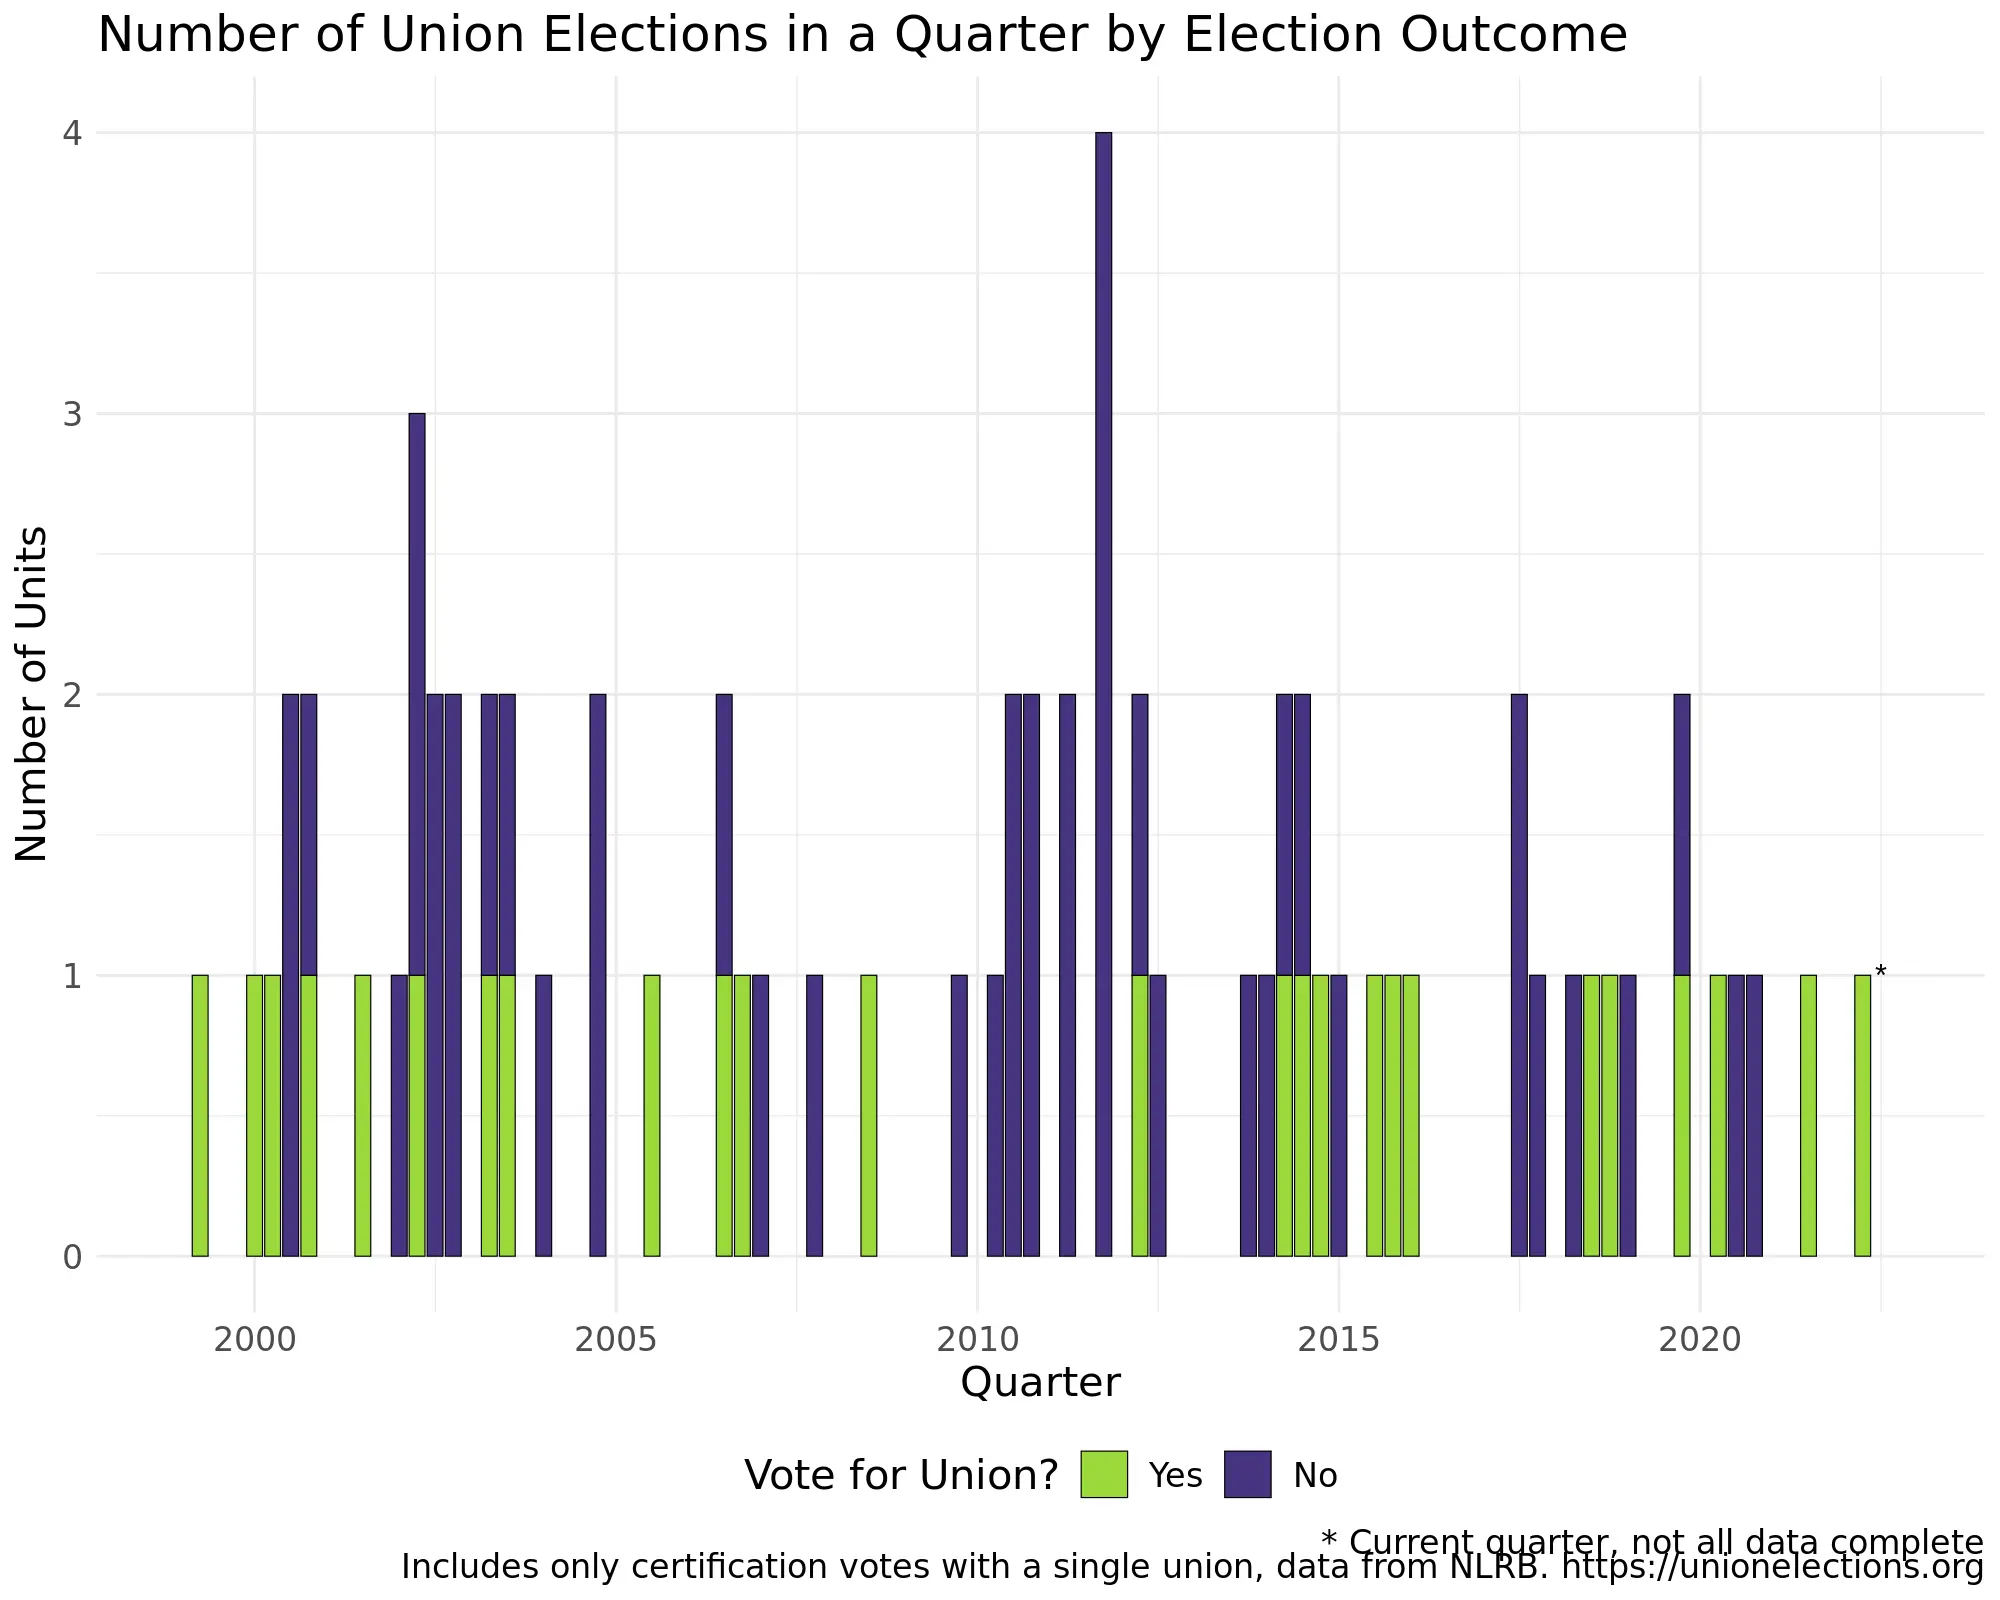 Number of Union Elections in a Quarter by Election Outcome
Number of Units
4
3
2
1
0
*
2000 2005 2010 2015 2020
Quarter
Vote for Union? Yes No
* Current quarter, not all data complete
Includes only certification votes with a single union, data from NLRB. https://unionelections.org